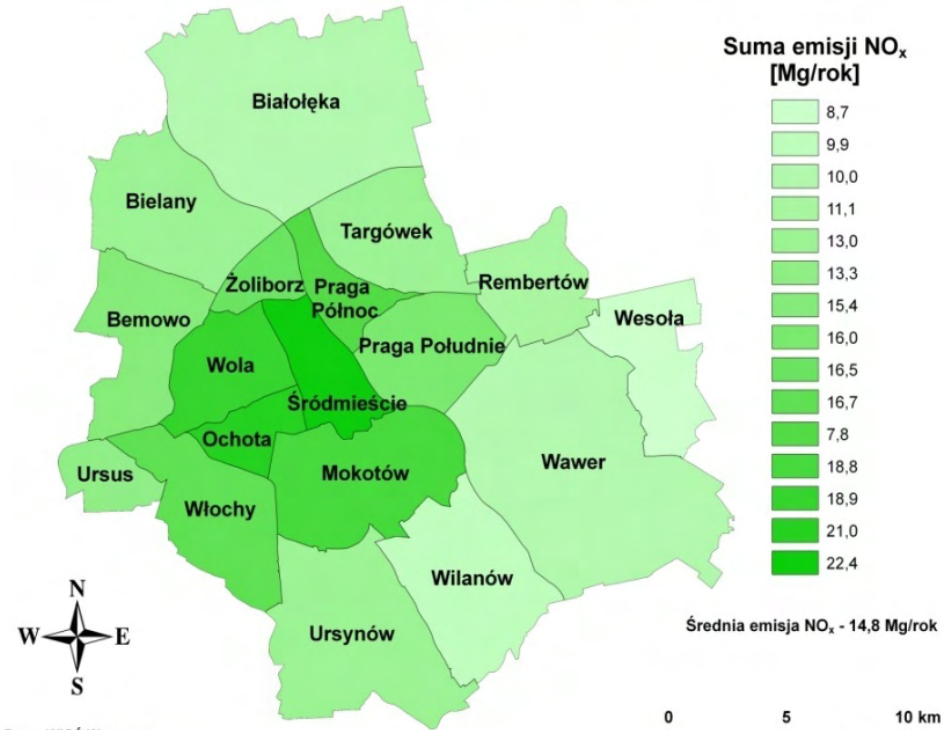 Suma emisji NOₓ
[Mg/rok]
8,7
9,9
10,0
11,1
13,0
13,3
15,4
16,0
16,5
16,7
7,8
18,8
18,9
21,0
22,4
Białołęka
Bielany
Targówek
Żoliborz
Praga
Północ
Rembertów
Bemowo
Wesoła
Praga Południe
Wola
Śródmieście
Ochota
Ursus
Mokotów
Wawer
Włochy
Wilanów
Ursynów
N
W
E
S
Średnia emisja NOₓ - 14,8 Mg/rok
0 5 10 km